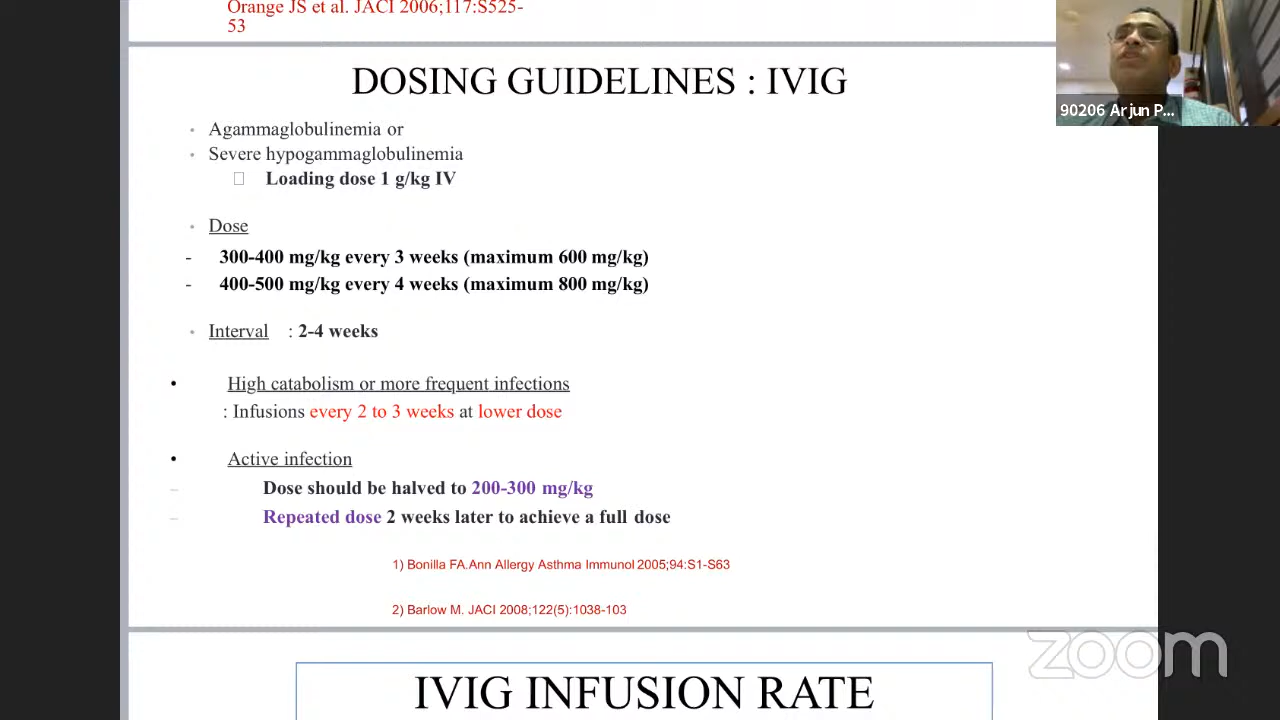 Orange JS et al. JACI 2006;117:S525-
53
DOSING GUIDELINES : IVIG
90206 Arjun P...
• Agammaglobulinemia or
• Severe hypogammaglobulinemia
Loading dose 1 g/kg IV
• Dose
- 300-400 mg/kg every 3 weeks (maximum 600 mg/kg)
- 400-500 mg/kg every 4 weeks (maximum 800 mg/kg)
• Interval : 2-4 weeks
• High catabolism or more frequent infections
: Infusions every 2 to 3 weeks at lower dose
• Active infection
– Dose should be halved to 200-300 mg/kg
– Repeated dose 2 weeks later to achieve a full dose
1) Bonilla FA.Ann Allergy Asthma Immunol 2005;94:S1-S63
2) Barlow M. JACI 2008;122(5):1038-103
zoom
IVIG INFUSION RATE